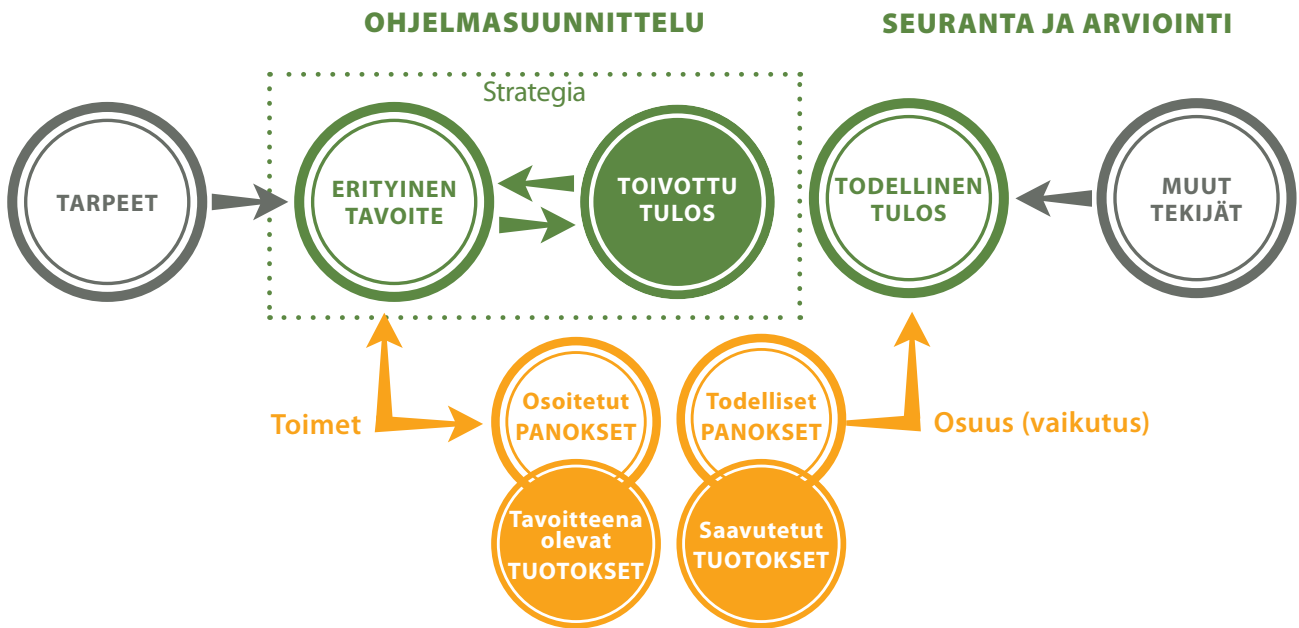 OHJELMASUUNNITTELU
SEURANTA JA ARVIOINTI
Strategia
TARPEET
ERITYINEN
TAVOITE
TOIVOTTU
TULOS
TODELLINEN
TULOS
MUUT
TEKIJÄT
Toimet
Osoitetut
PANOKSET
Todelliset
PANOKSET
Osuus (vaikutus)
Tavoitteena
olevat
TUOTOKSET
Saavutetut
TUOTOKSET